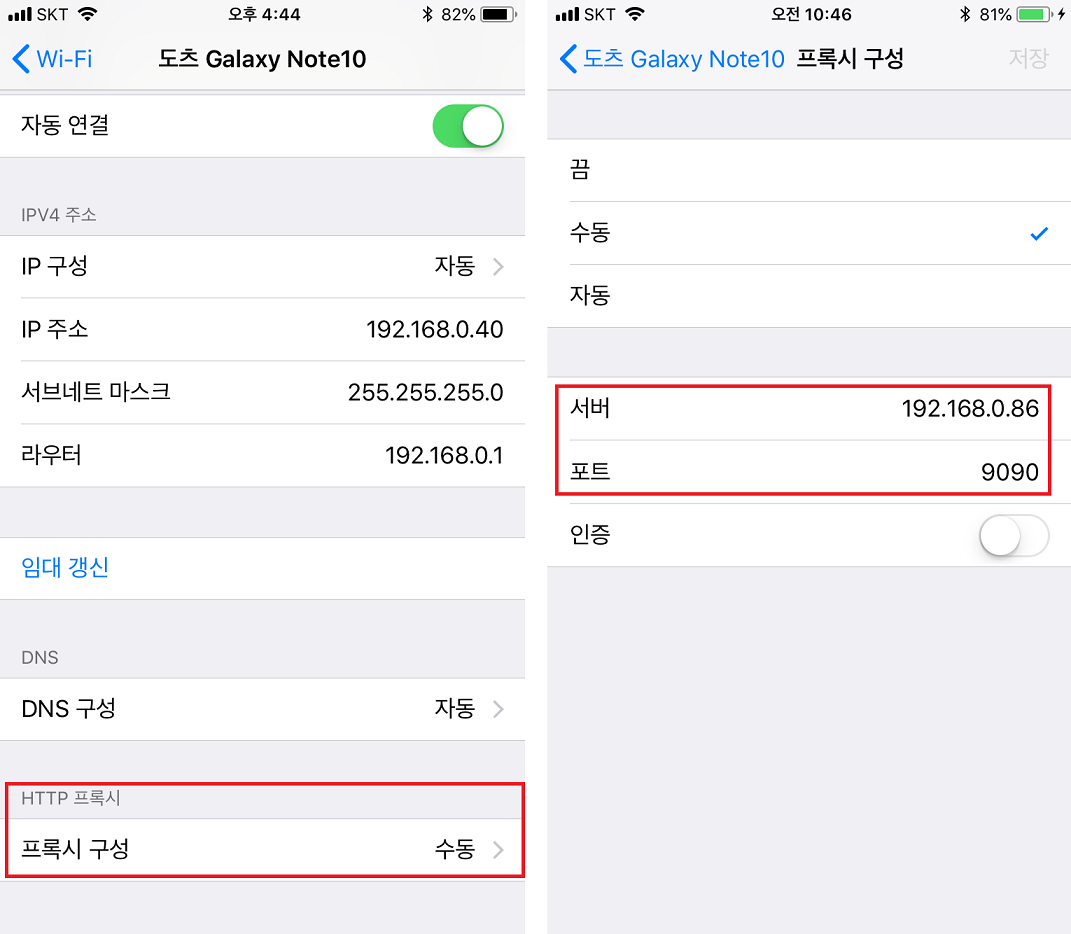 SKT 오후 4:44 82%
Wi-Fi 도츠 Galaxy Note10
자동 연결
IPV4 주소
IP 구성 자동
IP 주소 192.168.0.40
서브네트 마스크 255.255.255.0
라우터 192.168.0.1
임대 갱신
DNS
DNS 구성 자동
HTTP 프록시
프록시 구성 수동
SKT 오전 10:46 81%
도츠 Galaxy Note10 프록시 구성 저장
끔
수동
자동
서버 192.168.0.86
포트 9090
인증